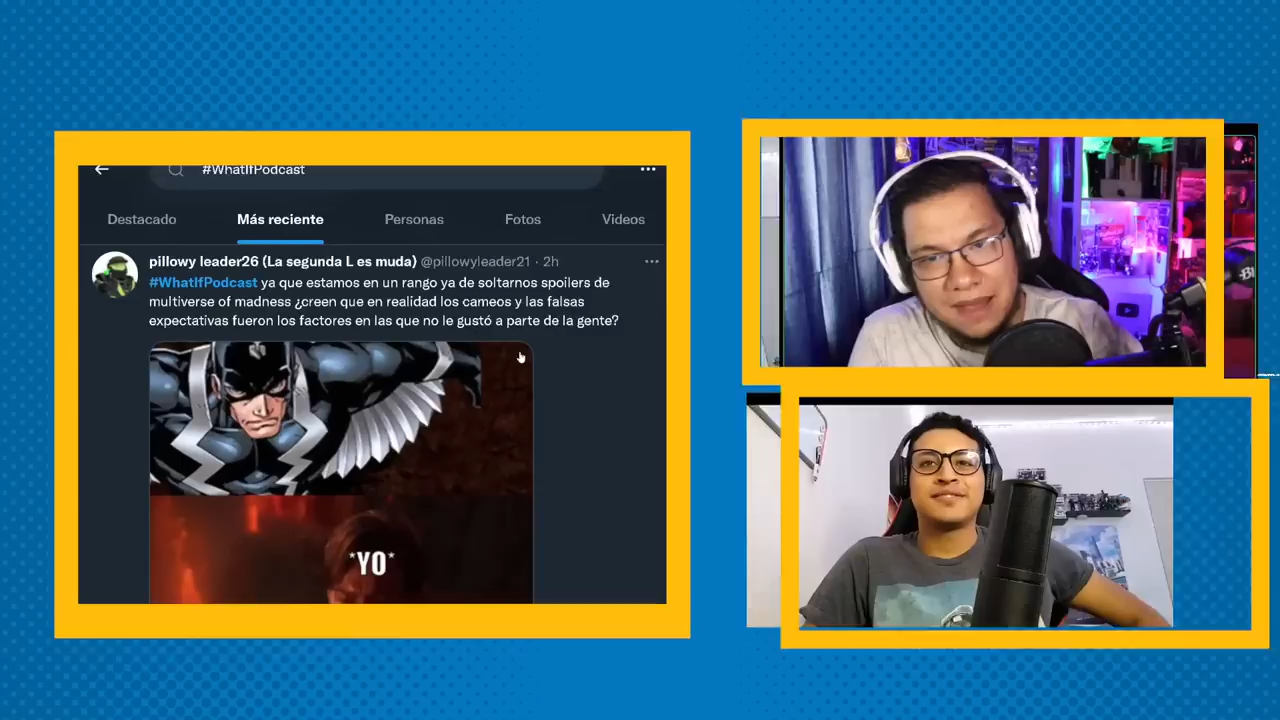 #WhatIfPodcast
Destacado Más reciente Personas Fotos Videos
pillowy leader26 (La segunda L es muda) @pillowyleader21 · 2h
#WhatIfPodcast ya que estamos en un rango ya de soltarnos spoilers de
multiverse of madness ¿creen que en realidad los cameos y las falsas
expectativas fueron los factores en las que no le gustó a parte de la gente?
*YO*